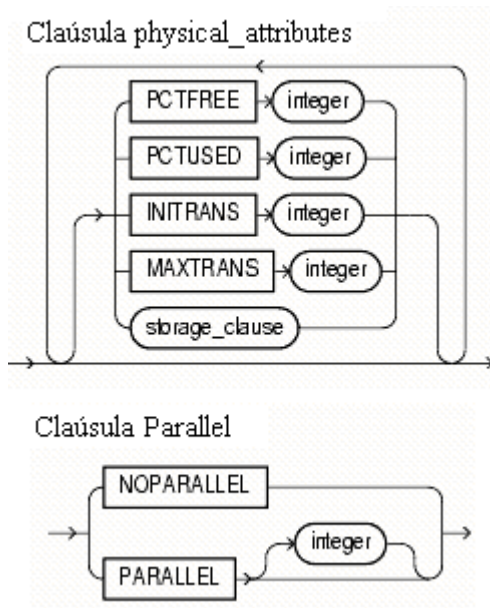 Claúsula physical_attributes
PCTFREE integer
PCTUSED integer
INITRANS integer
MAXTRANS integer
storage_clause
Claúsula Parallel
NOPARALLEL
integer
PARALLEL